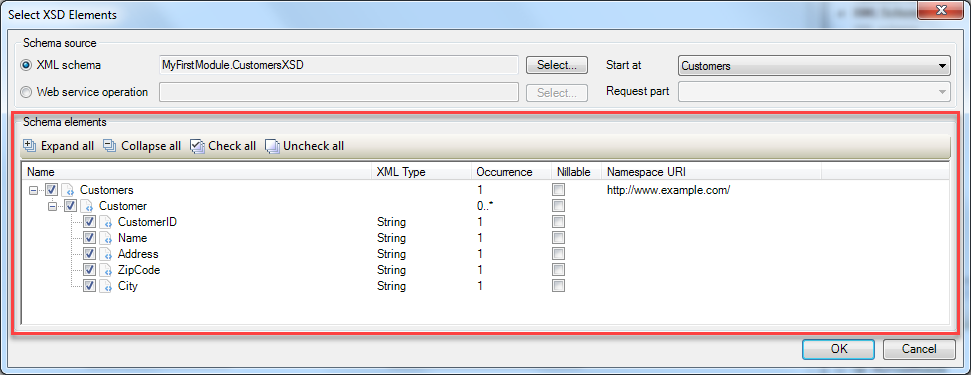 Select XSD Elements
Schema source
XML schema MyFirstModule.CustomersXSD Select... Start at Customers
Web service operation Select... Request part
Schema elements
Expand all Collapse all Check all Uncheck all
Name XML Type Occurrence Nillable Namespace URI
Customers 1 http://www.example.com/
Customer 0..*
CustomerID String 1
Name String 1
Address String 1
ZipCode String 1
City String 1
OK Cancel